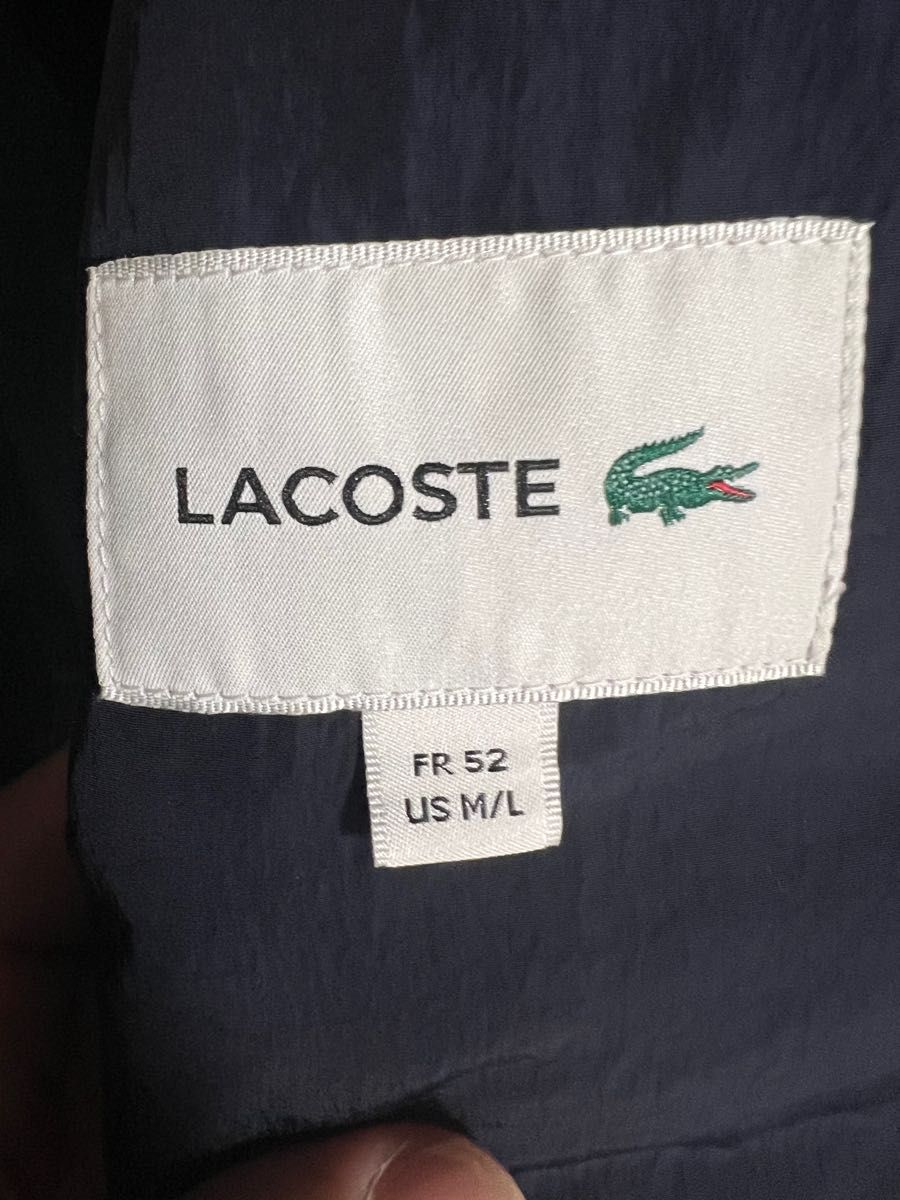 LACOSTE
FR 52
US M/L